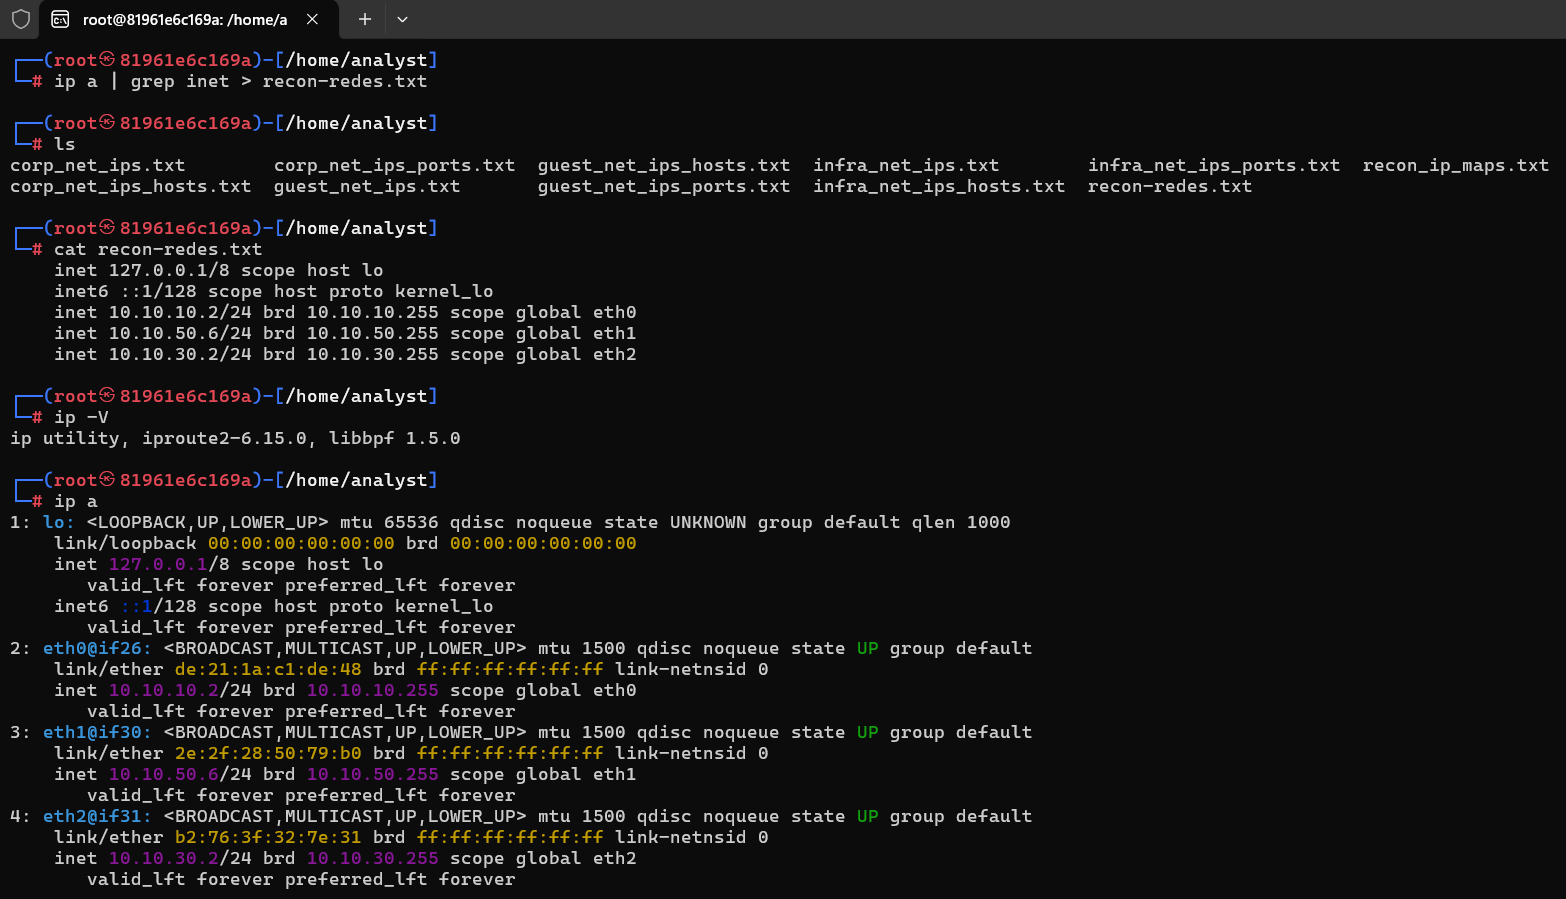 root@81961e6c169a: /home/a
┌──(root㉿81961e6c169a)-[/home/analyst]
└─# ip a | grep inet > recon-redes.txt
┌──(root㉿81961e6c169a)-[/home/analyst]
└─# ls
corp_net_ips.txt        corp_net_ips_ports.txt  guest_net_ips_hosts.txt  infra_net_ips.txt        infra_net_ips_ports.txt  recon_ip_maps.txt
corp_net_ips_hosts.txt  guest_net_ips.txt       guest_net_ips_ports.txt  infra_net_ips_hosts.txt  recon-redes.txt
┌──(root㉿81961e6c169a)-[/home/analyst]
└─# cat recon-redes.txt
    inet 127.0.0.1/8 scope host lo
    inet6 ::1/128 scope host proto kernel_lo
    inet 10.10.10.2/24 brd 10.10.10.255 scope global eth0
    inet 10.10.50.6/24 brd 10.10.50.255 scope global eth1
    inet 10.10.30.2/24 brd 10.10.30.255 scope global eth2
┌──(root㉿81961e6c169a)-[/home/analyst]
└─# ip -V
ip utility, iproute2-6.15.0, libbpf 1.5.0
┌──(root㉿81961e6c169a)-[/home/analyst]
└─# ip a
1: lo: <LOOPBACK,UP,LOWER_UP> mtu 65536 qdisc noqueue state UNKNOWN group default qlen 1000
    link/loopback 00:00:00:00:00:00 brd 00:00:00:00:00:00
    inet 127.0.0.1/8 scope host lo
       valid_lft forever preferred_lft forever
    inet6 ::1/128 scope host proto kernel_lo
       valid_lft forever preferred_lft forever
2: eth0@if26: <BROADCAST,MULTICAST,UP,LOWER_UP> mtu 1500 qdisc noqueue state UP group default
    link/ether de:21:1a:c1:de:48 brd ff:ff:ff:ff:ff:ff link-netnsid 0
    inet 10.10.10.2/24 brd 10.10.10.255 scope global eth0
       valid_lft forever preferred_lft forever
3: eth1@if30: <BROADCAST,MULTICAST,UP,LOWER_UP> mtu 1500 qdisc noqueue state UP group default
    link/ether 2e:2f:28:50:79:b0 brd ff:ff:ff:ff:ff:ff link-netnsid 0
    inet 10.10.50.6/24 brd 10.10.50.255 scope global eth1
       valid_lft forever preferred_lft forever
4: eth2@if31: <BROADCAST,MULTICAST,UP,LOWER_UP> mtu 1500 qdisc noqueue state UP group default
    link/ether b2:76:3f:32:7e:31 brd ff:ff:ff:ff:ff:ff link-netnsid 0
    inet 10.10.30.2/24 brd 10.10.30.255 scope global eth2
       valid_lft forever preferred_lft forever